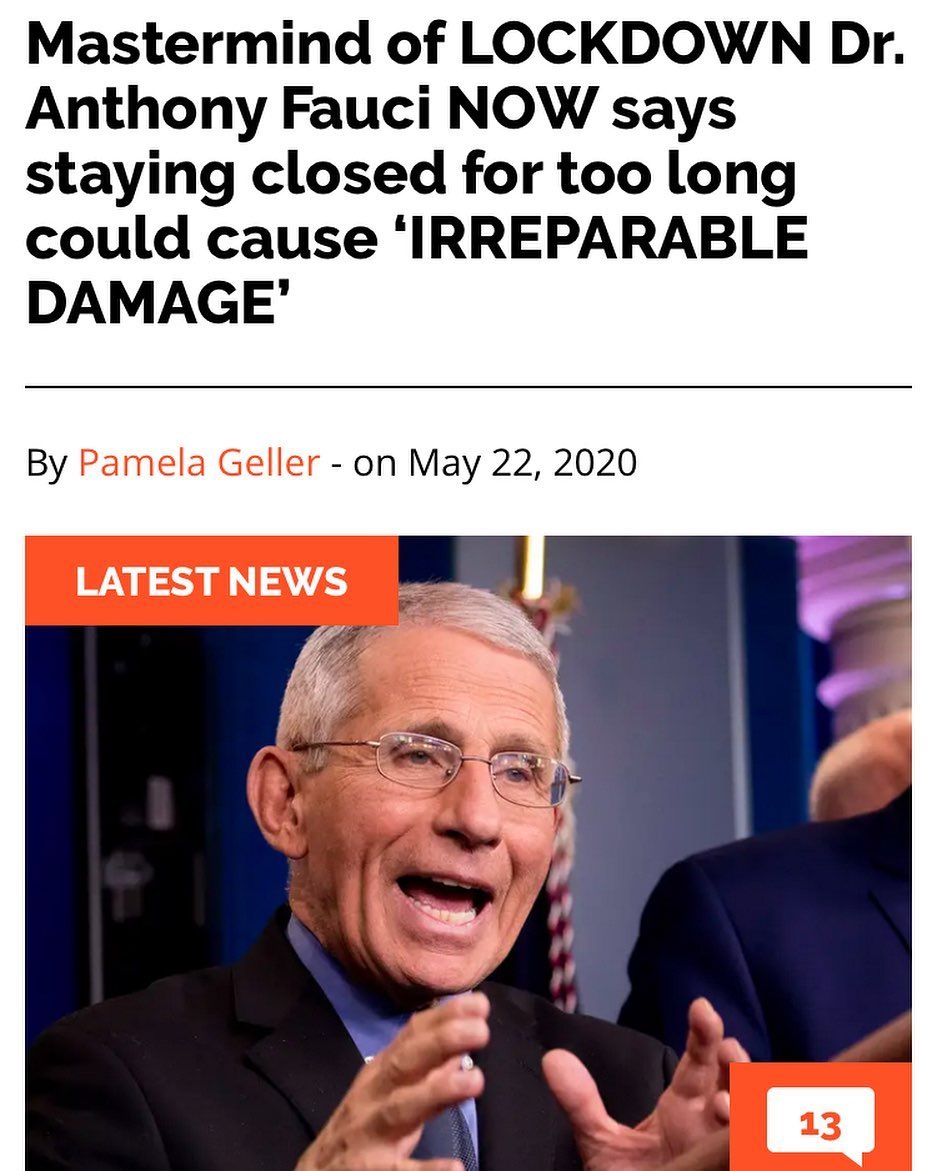 Mastermind of LOCKDOWN Dr.
Anthony Fauci NOW says
staying closed for too long
could cause ‘IRREPARABLE
DAMAGE’
By Pamela Geller - on May 22, 2020
LATEST NEWS
13